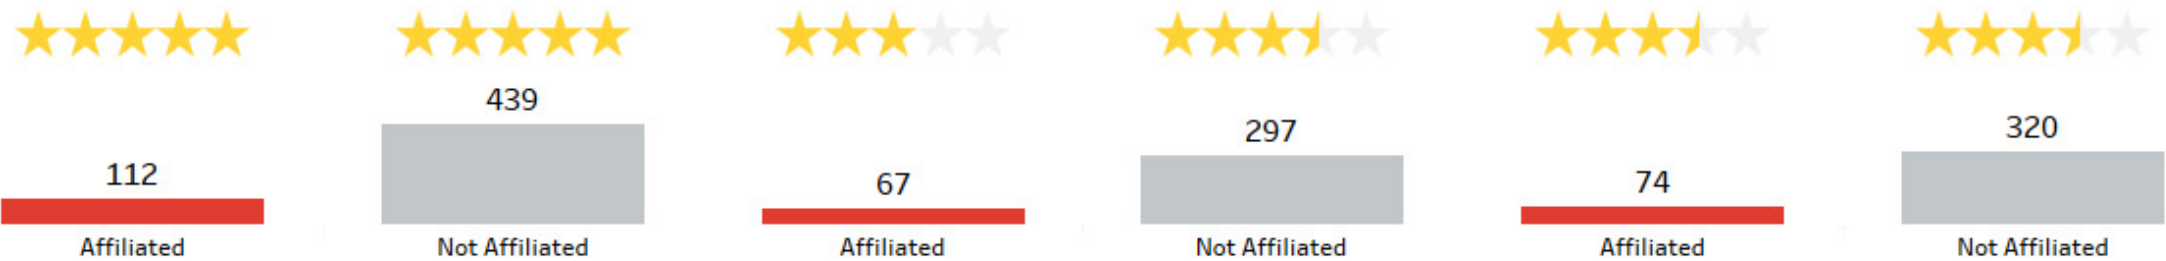 439
297
320
112
67
74
Affiliated
Not Affiliated
Affiliated
Not Affiliated
Affiliated
Not Affiliated